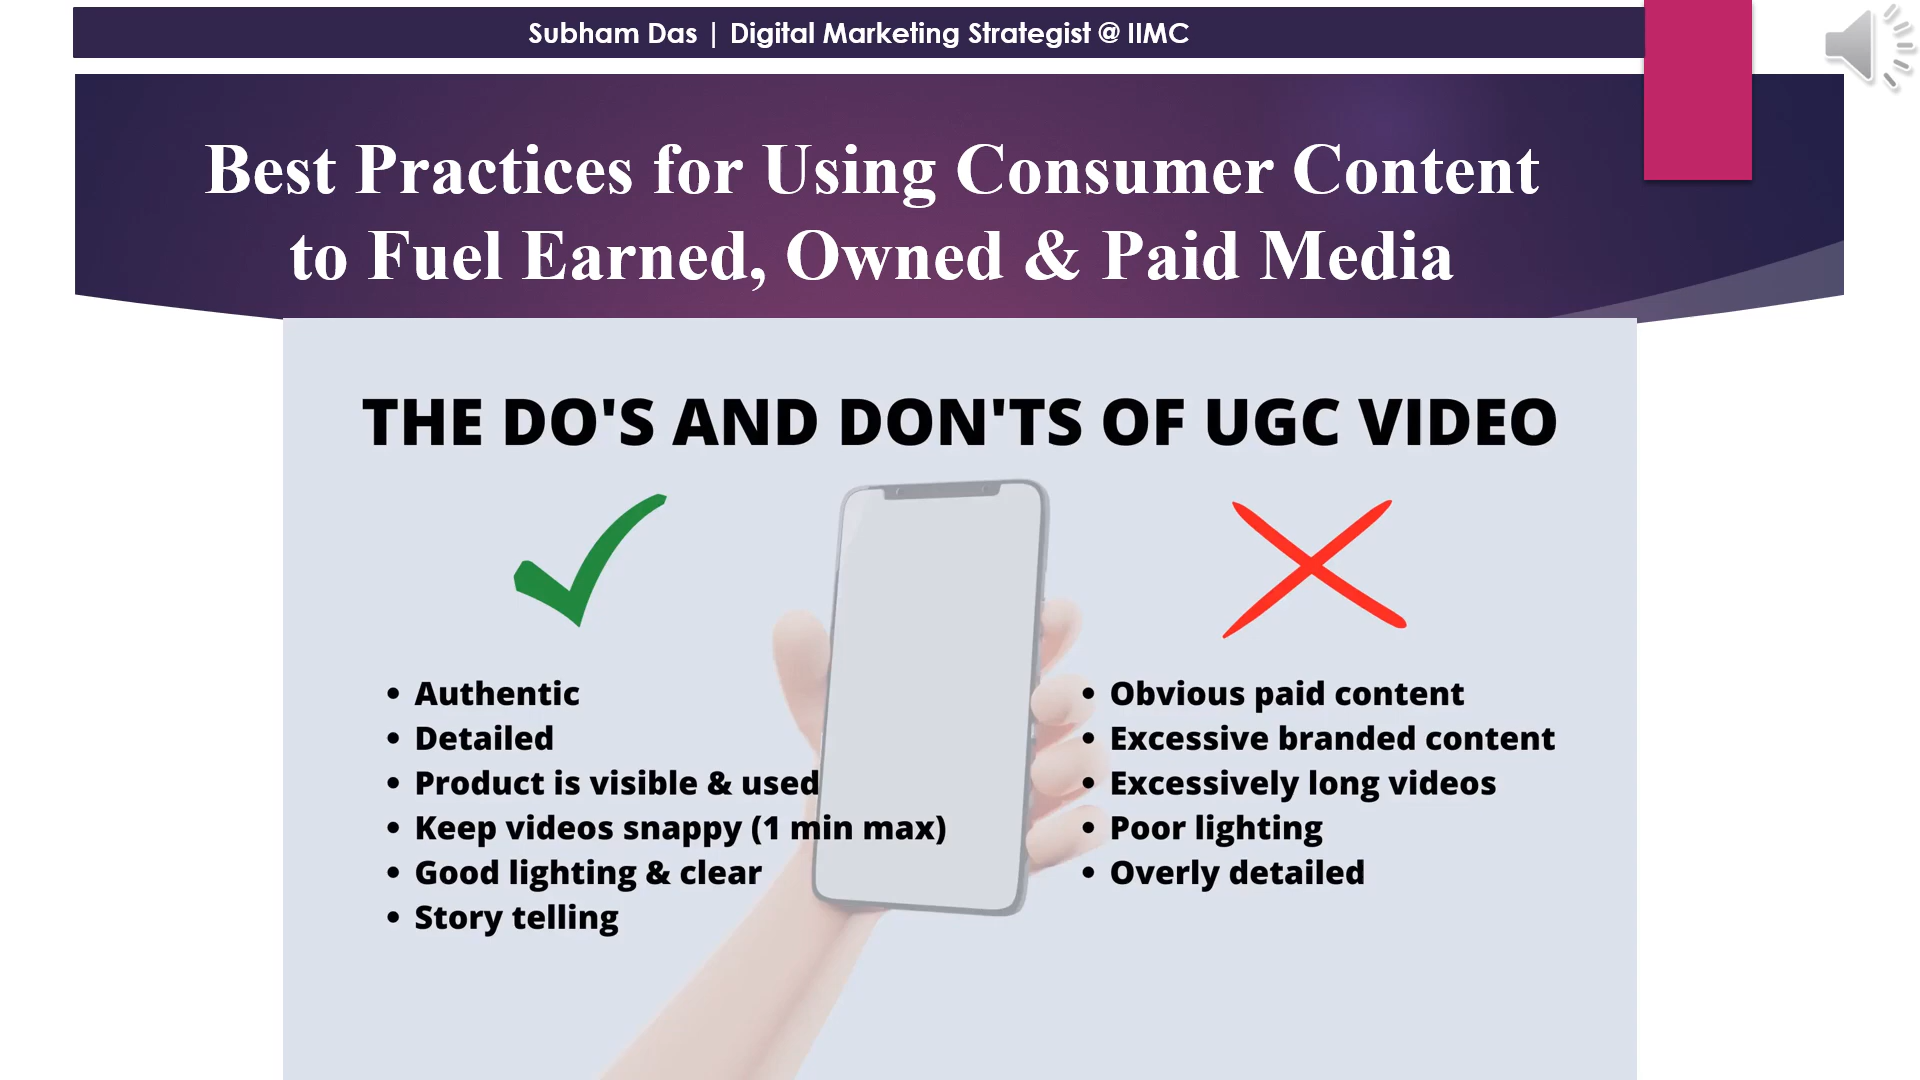 Subham Das | Digital Marketing Strategist @ IIMC
Best Practices for Using Consumer Content
to Fuel Earned, Owned & Paid Media
THE DO'S AND DON'TS OF UGC VIDEO
• Authentic
• Detailed
• Product is visible & used
• Keep videos snappy (1 min max)
• Good lighting & clear
• Story telling
• Obvious paid content
• Excessive branded content
• Excessively long videos
• Poor lighting
• Overly detailed